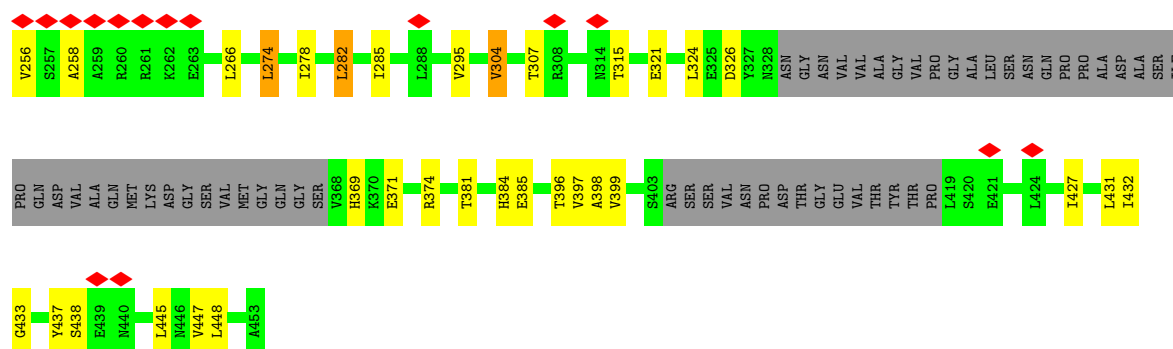 V256 S257 A258 A259 R260 R261 K262 E263 L266 L274 I278 L282 I285 L288 V295 V304 T307 R308 N314 T315 E321 L324 E325 D326 Y327 N328 ASN GLY ASN VAL VAL ALA GLY VAL PRO GLY ALA LEU SER ASN GLN PRO PRO ALA ASP ALA SER
PRO GLN ASP VAL ALA GLN MET LYS ASP GLY SER VAL MET GLY GLN GLY SER V368 H369 K370 E371 R374 T381 H384 E385 T396 V397 A398 V399 S403 ARG SER SER VAL ASN PRO ASP THR GLY GLU VAL THR TYR THR PRO L419 S420 E421 L424 I427 L431 I432
G433 Y437 S438 E439 N440 L445 N446 V447 L448 A453